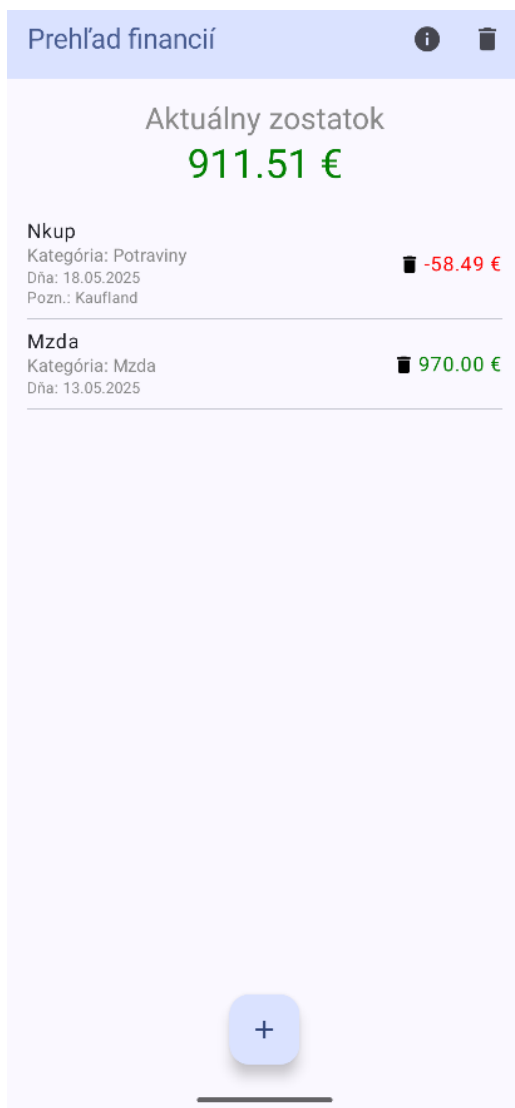 Prehľad financií
Aktuálny zostatok
911.51 €
Nkup
Kategória: Potraviny
Dňa: 18.05.2025
Pozn.: Kaufland
-58.49 €
Mzda
Kategória: Mzda
Dňa: 13.05.2025
970.00 €
+